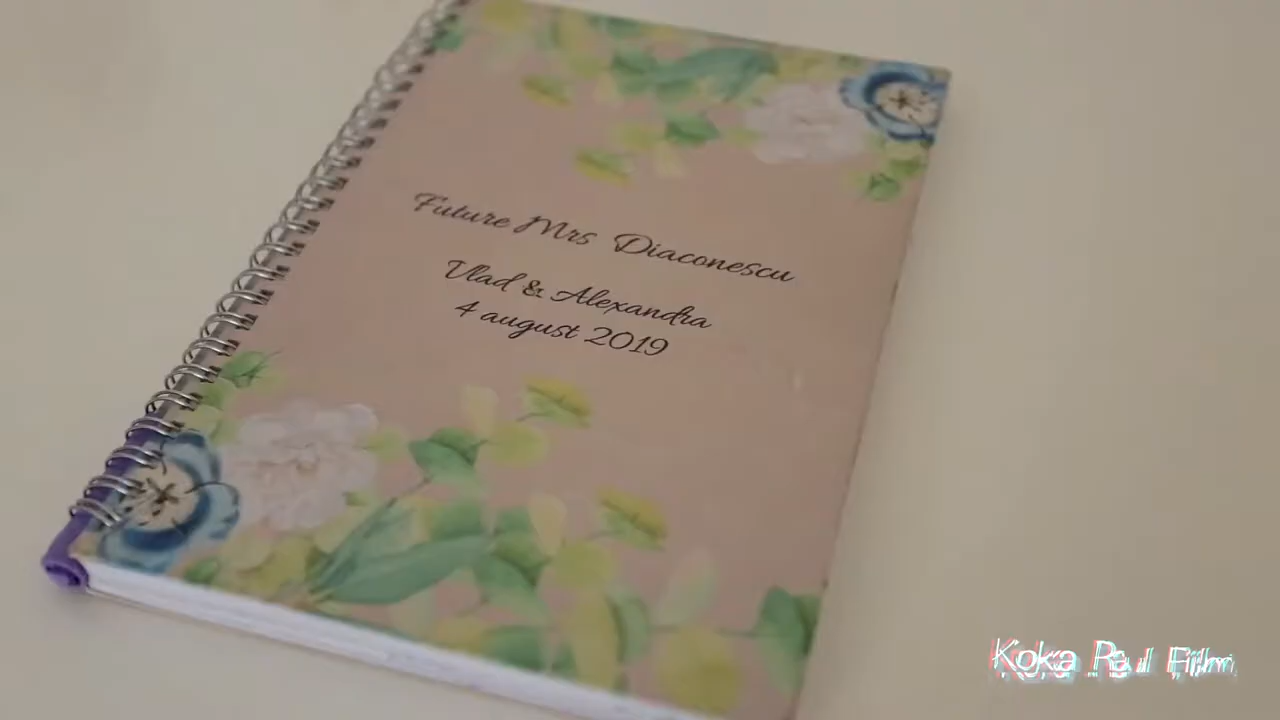 Future Mrs Diaconescu
Vlad & Alexandra
4 august 2019
Koka Paul Film